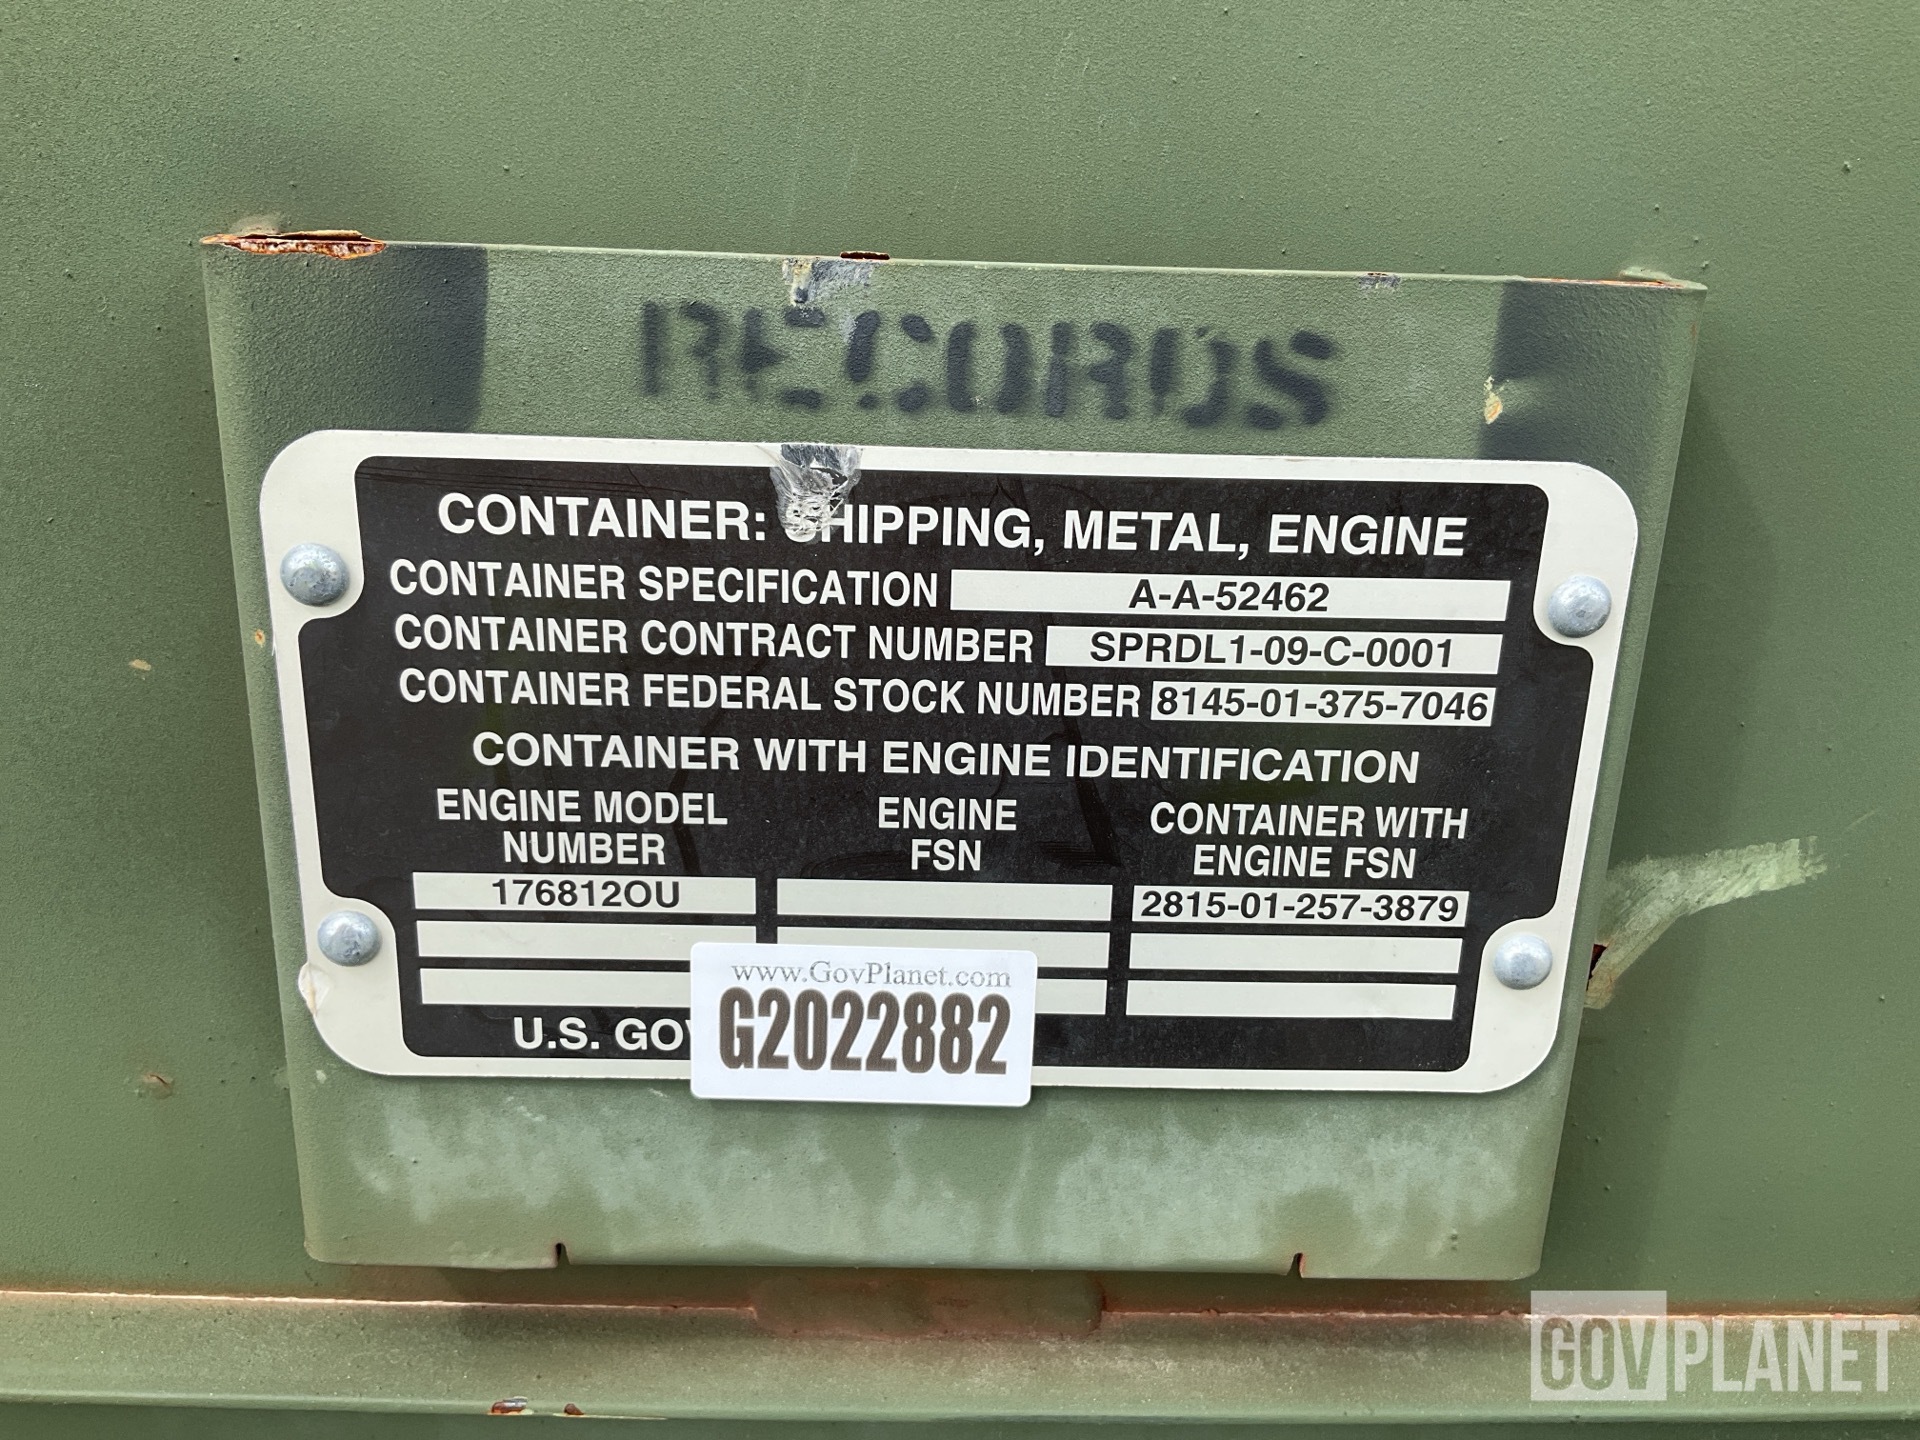 RECORDS
CONTAINER: SHIPPING, METAL, ENGINE
CONTAINER SPECIFICATION A-A-52462
CONTAINER CONTRACT NUMBER SPRDL1-09-C-0001
CONTAINER FEDERAL STOCK NUMBER 8145-01-375-7046
CONTAINER WITH ENGINE IDENTIFICATION
ENGINE MODEL NUMBER
ENGINE FSN
CONTAINER WITH ENGINE FSN
176812OU
2815-01-257-3879
U.S.
www.GovPlanet.com
G2022882
GOVPLANET